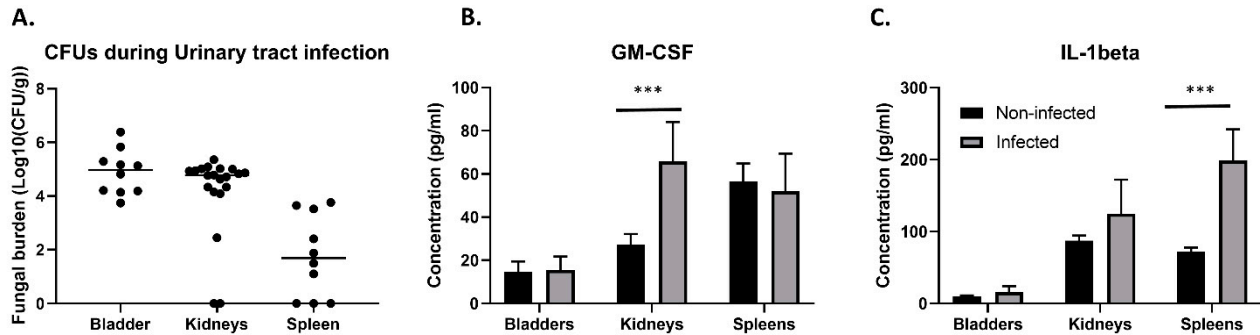 A.
CFUs during Urinary tract infection
Fungal burden (Log10(CFU/g))
8
6
4
2
0
Bladder Kidneys Spleen
B.
GM-CSF
Concentration (pg/ml)
100
80
60
40
20
0
***
Bladders Kidneys Spleens
C.
IL-1beta
Concentration (pg/ml)
300
200
100
0
***
Non-infected
Infected
Bladders Kidneys Spleens